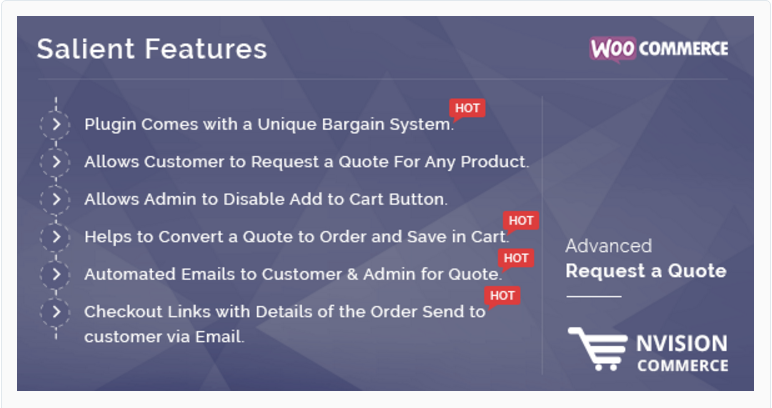 Salient Features
WOO COMMERCE
HOT
Plugin Comes with a Unique Bargain System.
Allows Customer to Request a Quote For Any Product.
Allows Admin to Disable Add to Cart Button.
HOT
Helps to Convert a Quote to Order and Save in Cart.
HOT
Automated Emails to Customer & Admin for Quote.
HOT
Checkout Links with Details of the Order Send to
customer via Email.
Advanced
Request a Quote
NVISION
COMMERCE